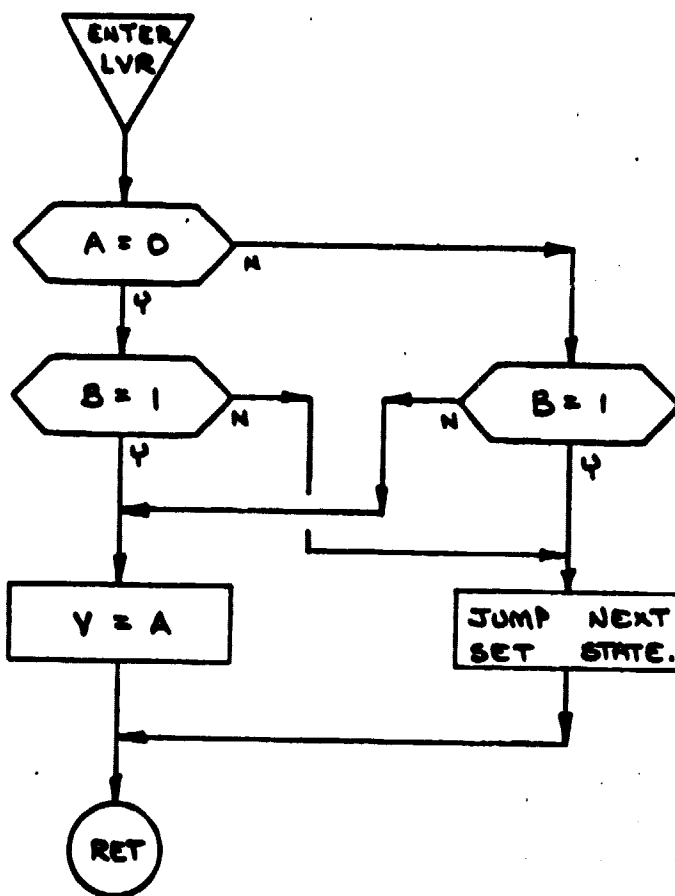 ENTER
LVR
A = 0
N
Y
B = 1
N
Y
B = 1
N
Y
V = A
JUMP NEXT
SET STATE.
RET